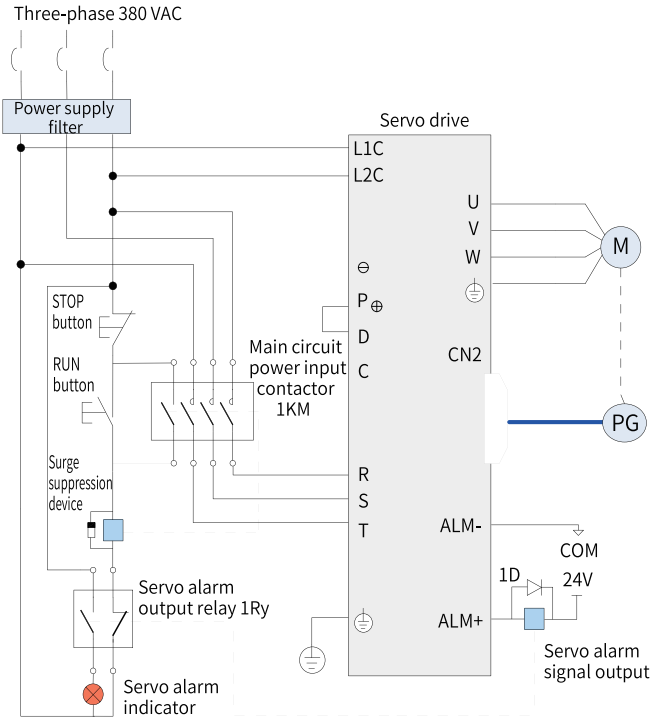 Three-phase 380 VAC
Power supply
filter
Servo drive
L1C
L2C
U
V
W
M
⊖
P⊕
D
C
CN2
STOP
button
RUN
button
Main circuit
power input
contactor
1KM
PG
Surge
suppression
device
R
S
T
ALM-
COM
1D
24V
ALM+
Servo alarm
output relay 1Ry
Servo alarm
signal output
Servo alarm
indicator